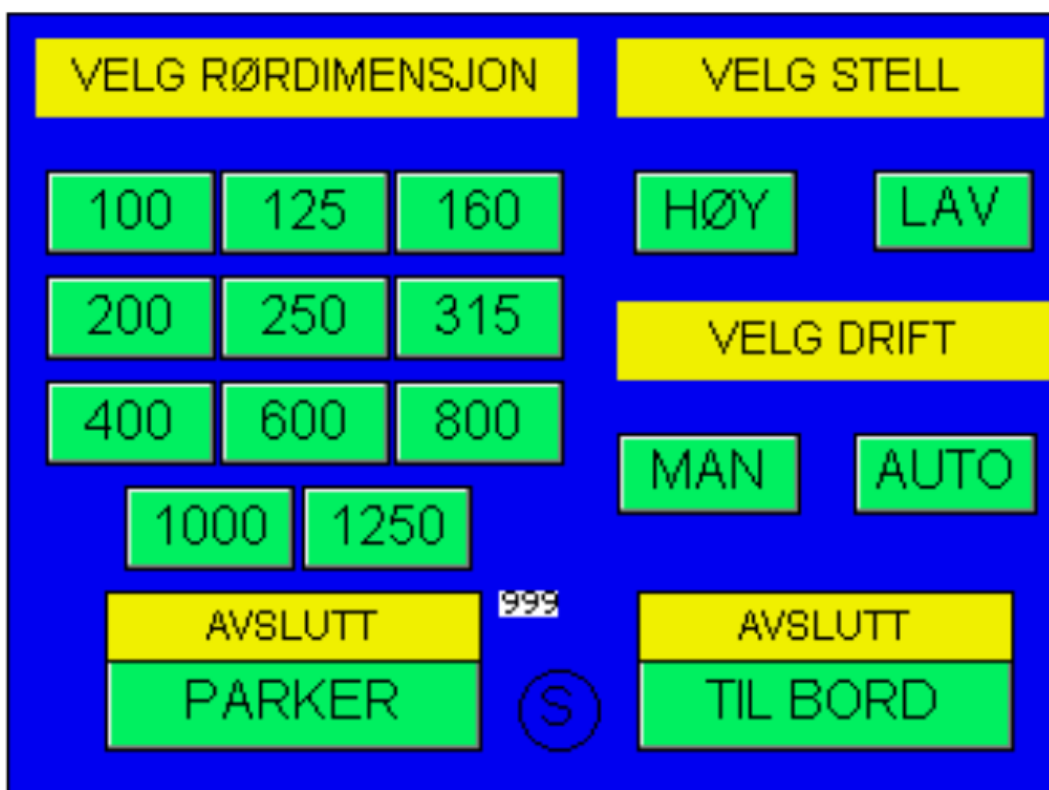 VELG RØRDIMENSJON
100 125 160
200 250 315
400 600 800
1000 1250
AVSLUTT
PARKER
999
S
VELG STELL
HØY LAV
VELG DRIFT
MAN AUTO
AVSLUTT
TIL BORD